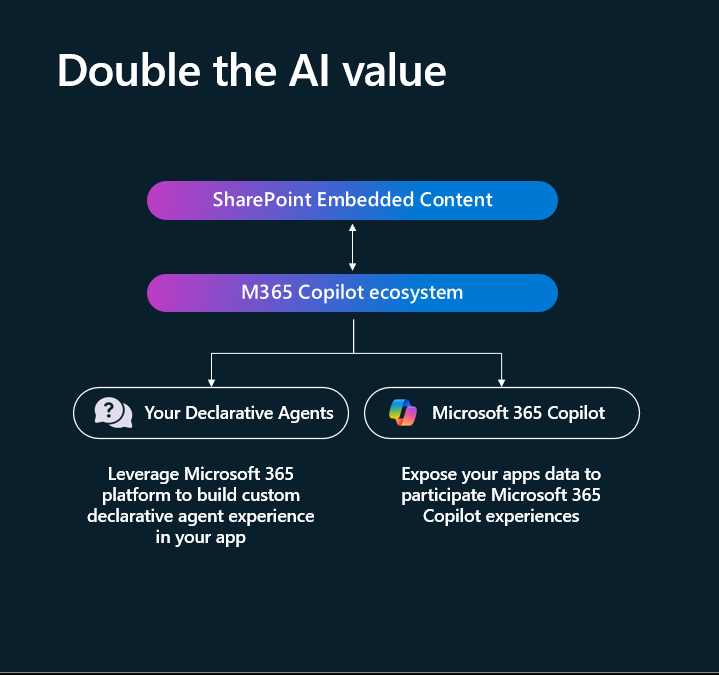 Double the AI value
SharePoint Embedded Content
M365 Copilot ecosystem
Your Declarative Agents
Microsoft 365 Copilot
Leverage Microsoft 365
platform to build custom
declarative agent experience
in your app
Expose your apps data to
participate Microsoft 365
Copilot experiences